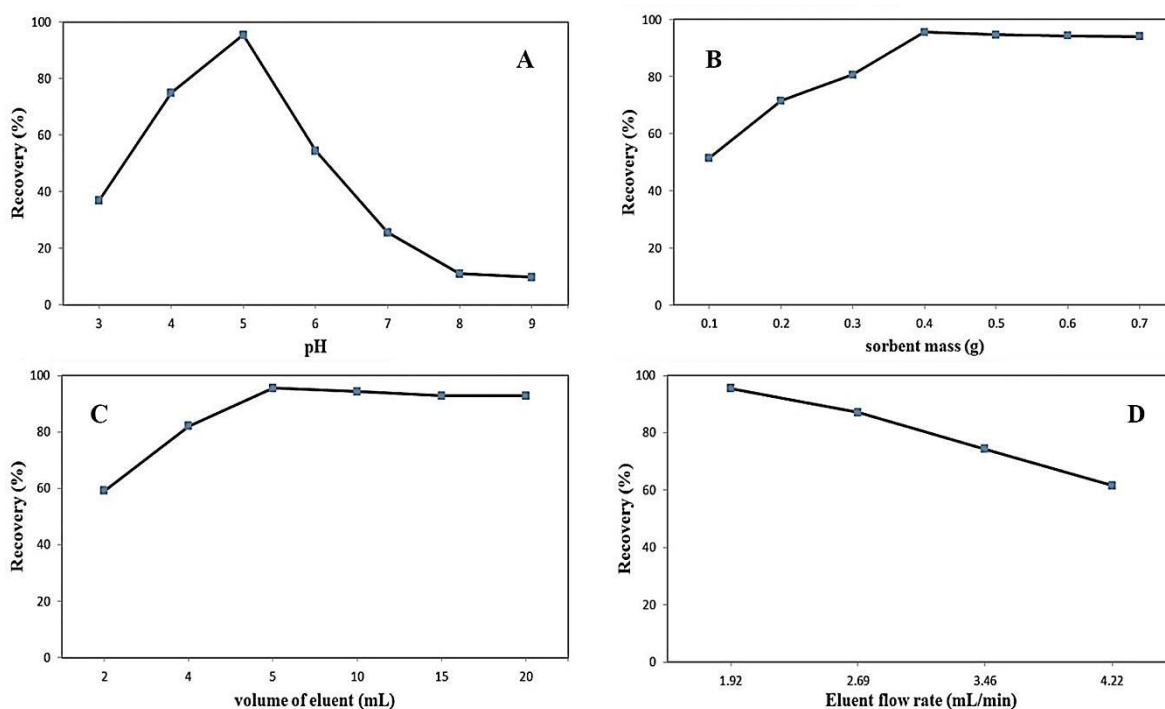 A
Recovery (%)
100
80
60
40
20
0
3 4 5 6 7 8 9
pH
B
Recovery (%)
100
80
60
40
20
0
0.1 0.2 0.3 0.4 0.5 0.6 0.7
sorbent mass (g)
C
Recovery (%)
100
80
60
40
20
0
2 4 5 10 15 20
volume of eluent (mL)
D
Recovery (%)
100
80
60
40
20
0
1.92 2.69 3.46 4.22
Eluent flow rate (mL/min)